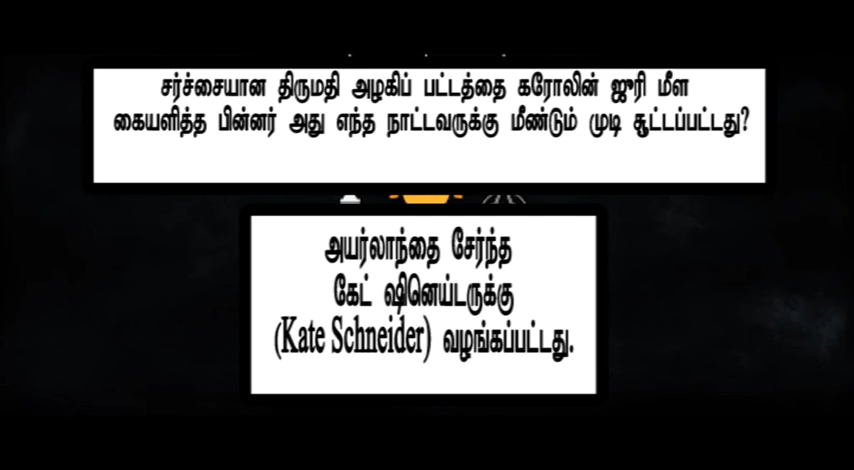 சர்ச்சையான திருமதி அழகிப் பட்டத்தை கரோலின் ஜுரி மீள
கையளித்த பின்னர் அது எந்த நாட்டவருக்கு மீண்டும் முடி சூட்டப்பட்டது?
அயர்லாந்தை சேர்ந்த
கேட் ஷினெய்டருக்கு
(Kate Schneider) வழங்கப்பட்டது.